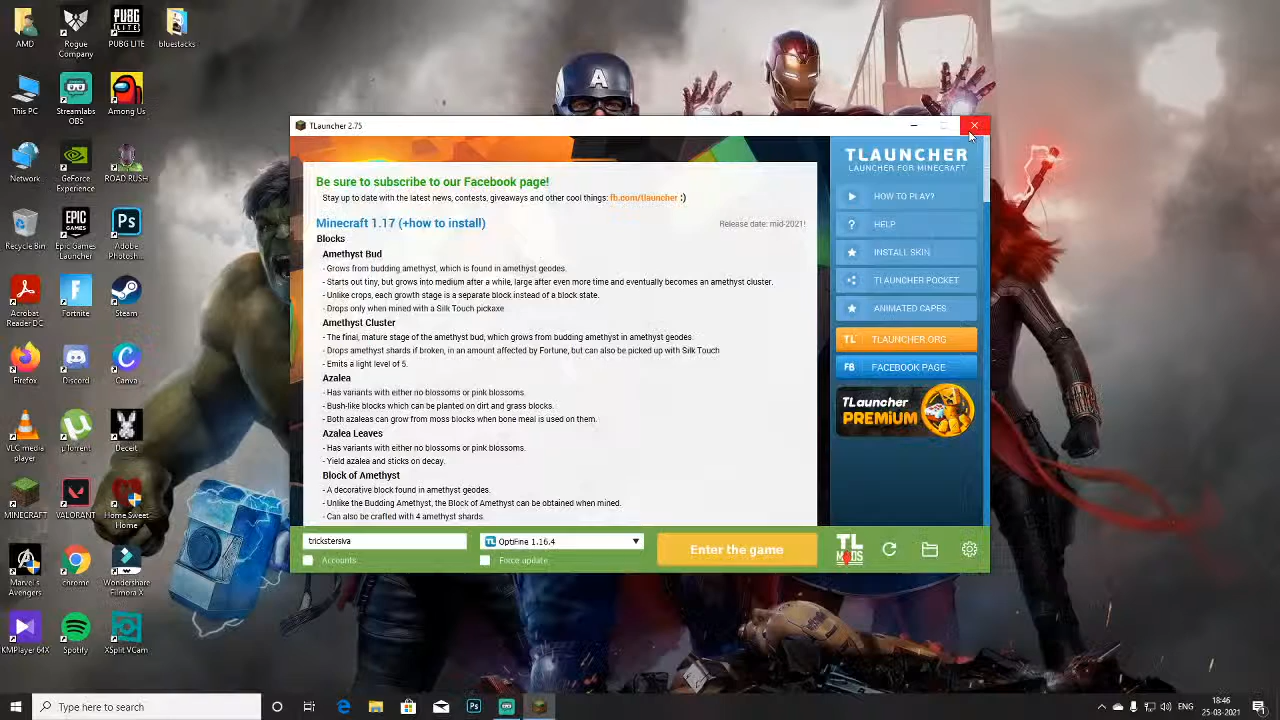 AMD
Rogue Company
PUBG LITE
bluestacks
This PC
Streamlabs OBS
Among Us
Network
GeForce Experience
ROAD RUSH
Recycle Bin
Epic Games Launcher
Adobe Photosh...
Acrobat Reader DC
Fortnite
Steam
Firefox
Discord
Canva
VLC media player
µTorrent
Deceit
MINECRAFT
VALORANT
Home Sweet Home
Marvel's Avengers
chrome
Wondershare Filmora X
KMPlayer 64X
Spotify
XSplit VCam
TLauncher 2.75
Be sure to subscribe to our Facebook page!
Stay up to date with the latest news, contests, giveaways and other cool things: fb.com/tlauncher :)
Minecraft 1.17 (+how to install)
Release date: mid-2021!
Blocks
Amethyst Bud
- Grows from budding amethyst, which is found in amethyst geodes.
- Starts out tiny, but grows into medium after a while, large after even more time and eventually becomes an amethyst cluster.
- Unlike crops, each growth stage is a separate block instead of a block state.
- Drops only when mined with a Silk Touch pickaxe
Amethyst Cluster
- The final, mature stage of the amethyst bud, which grows from budding amethyst in amethyst geodes.
- Drops amethyst shards if broken, in an amount affected by Fortune, but can also be picked up with Silk Touch
- Emits a light level of 5.
Azalea
- Has variants with either no blossoms or pink blossoms.
- Bush-like blocks which can be planted on dirt and grass blocks.
- Both azaleas can grow from moss blocks when bone meal is used on them.
Azalea Leaves
- Has variants with either no blossoms or pink blossoms.
- Yield azalea and sticks on decay.
Block of Amethyst
- A decorative block found in amethyst geodes.
- Unlike the Budding Amethyst, the Block of Amethyst can be obtained when mined.
- Can also be crafted with 4 amethyst shards.
TLAUNCHER
LAUNCHER FOR MINECRAFT
HOW TO PLAY?
HELP
INSTALL SKIN
TLAUNCHER POCKET
ANIMATED CAPES
TL TLAUNCHER.ORG
FB FACEBOOK PAGE
TLauncher PREMIUM
trickstersiva
TL OptiFine 1.16.4
Accounts
Force update
Enter the game
TL MODS
Type here to search
ENG
18:46
25-03-2021